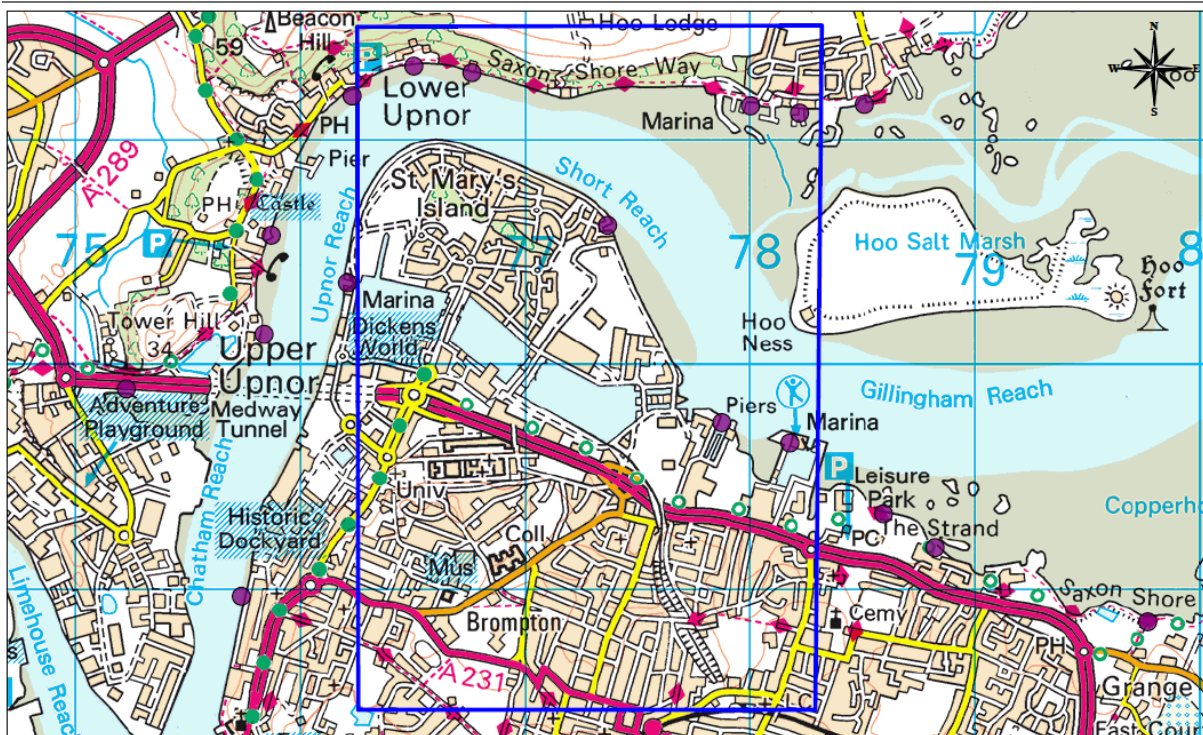 Beacon
Hill
Hoo Lodge
N
W
E
S
59
Saxon Shore Way
Lower
Upnor
PH
Marina
Pier
A 289
PH
Castle
St Mary's
Island
Short Reach
Upnor Reach
75
P
77
78
Hoo Salt Marsh
79
8
Hoo
Fort
Marina
Dickens
World
Tower Hill
34
Hoo
Ness
Upper
Upnor
Gillingham Reach
Adventure
Playground
Medway
Tunnel
Piers
Marina
P
Leisure
Park
Chatham Reach
Univ
Copperho
Historic
Dockyard
Coll
The Strand
PC
Mus
Limehouse Reach
Saxon Shore
Brompton
Cemy
PH
A 231
Grange
LC
East Cour